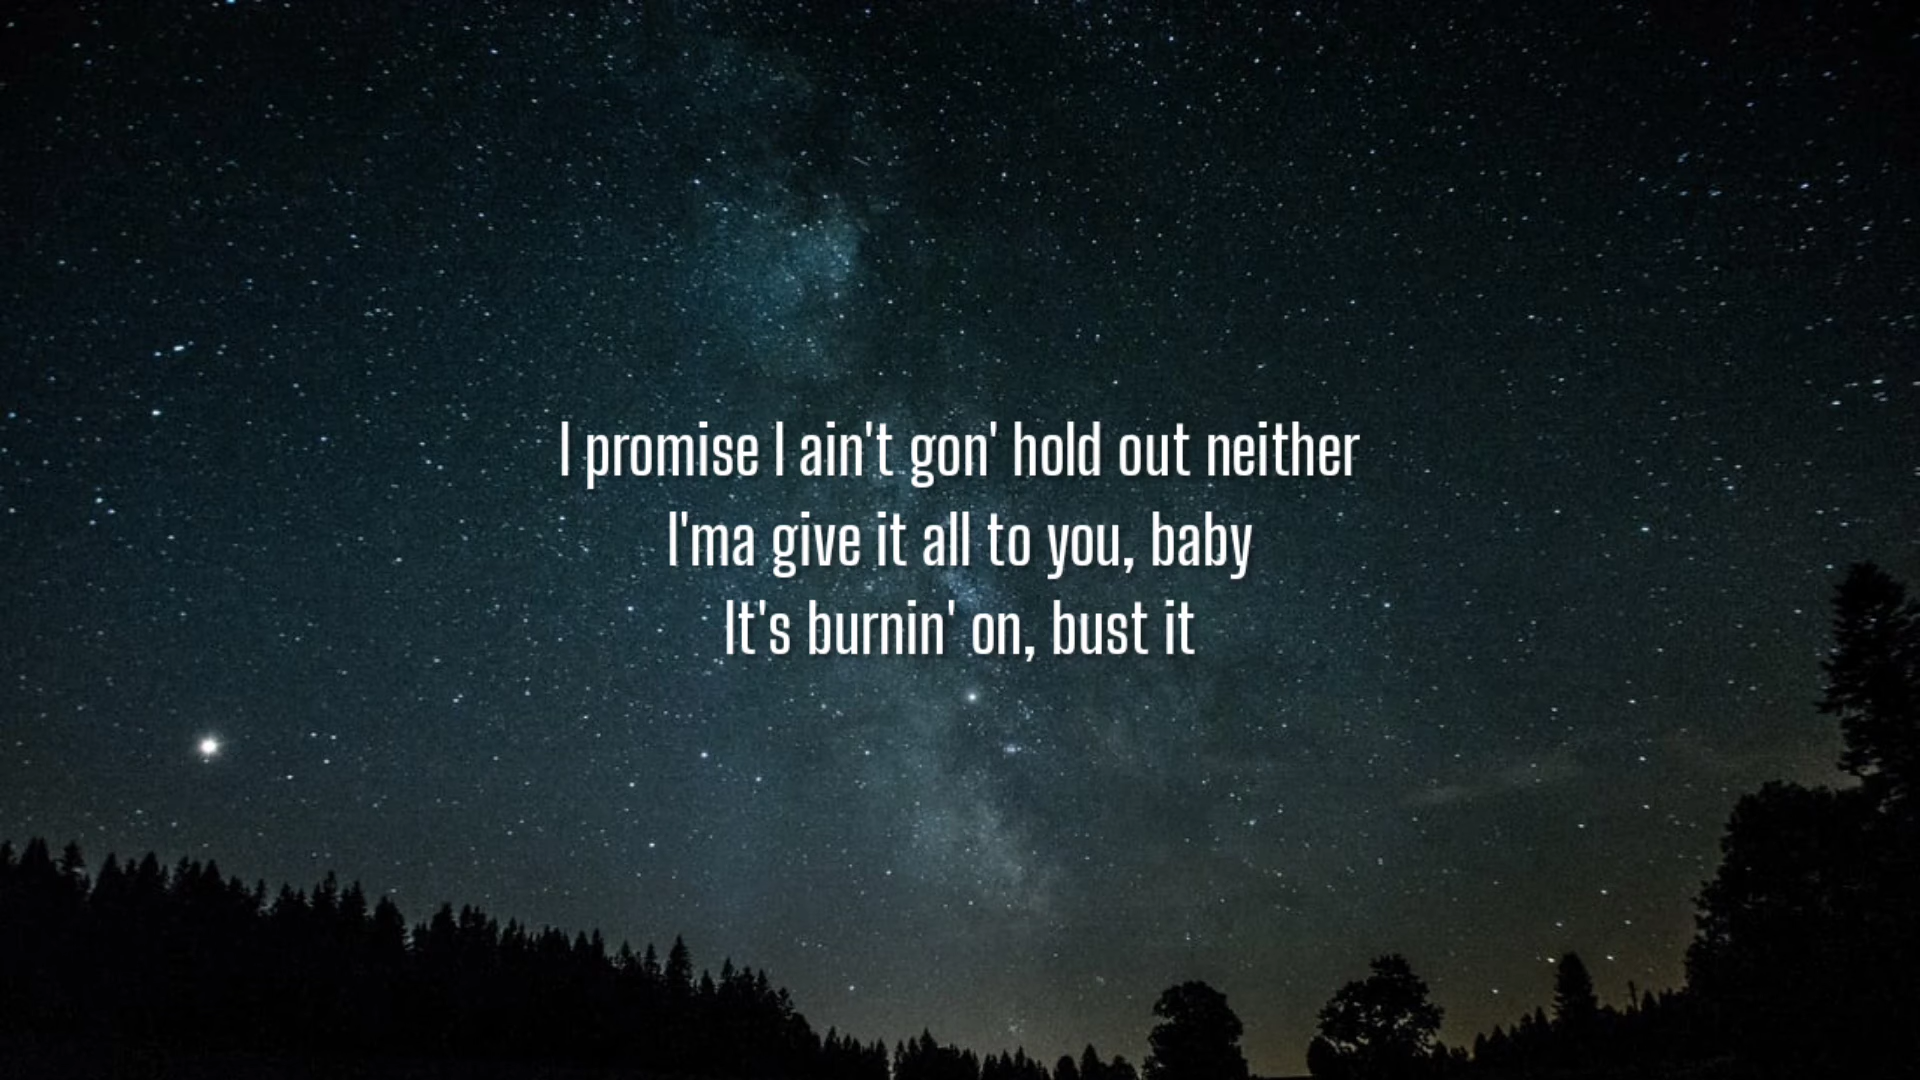 I promise I ain't gon' hold out neither
I'ma give it all to you, baby
It's burnin' on, bust it